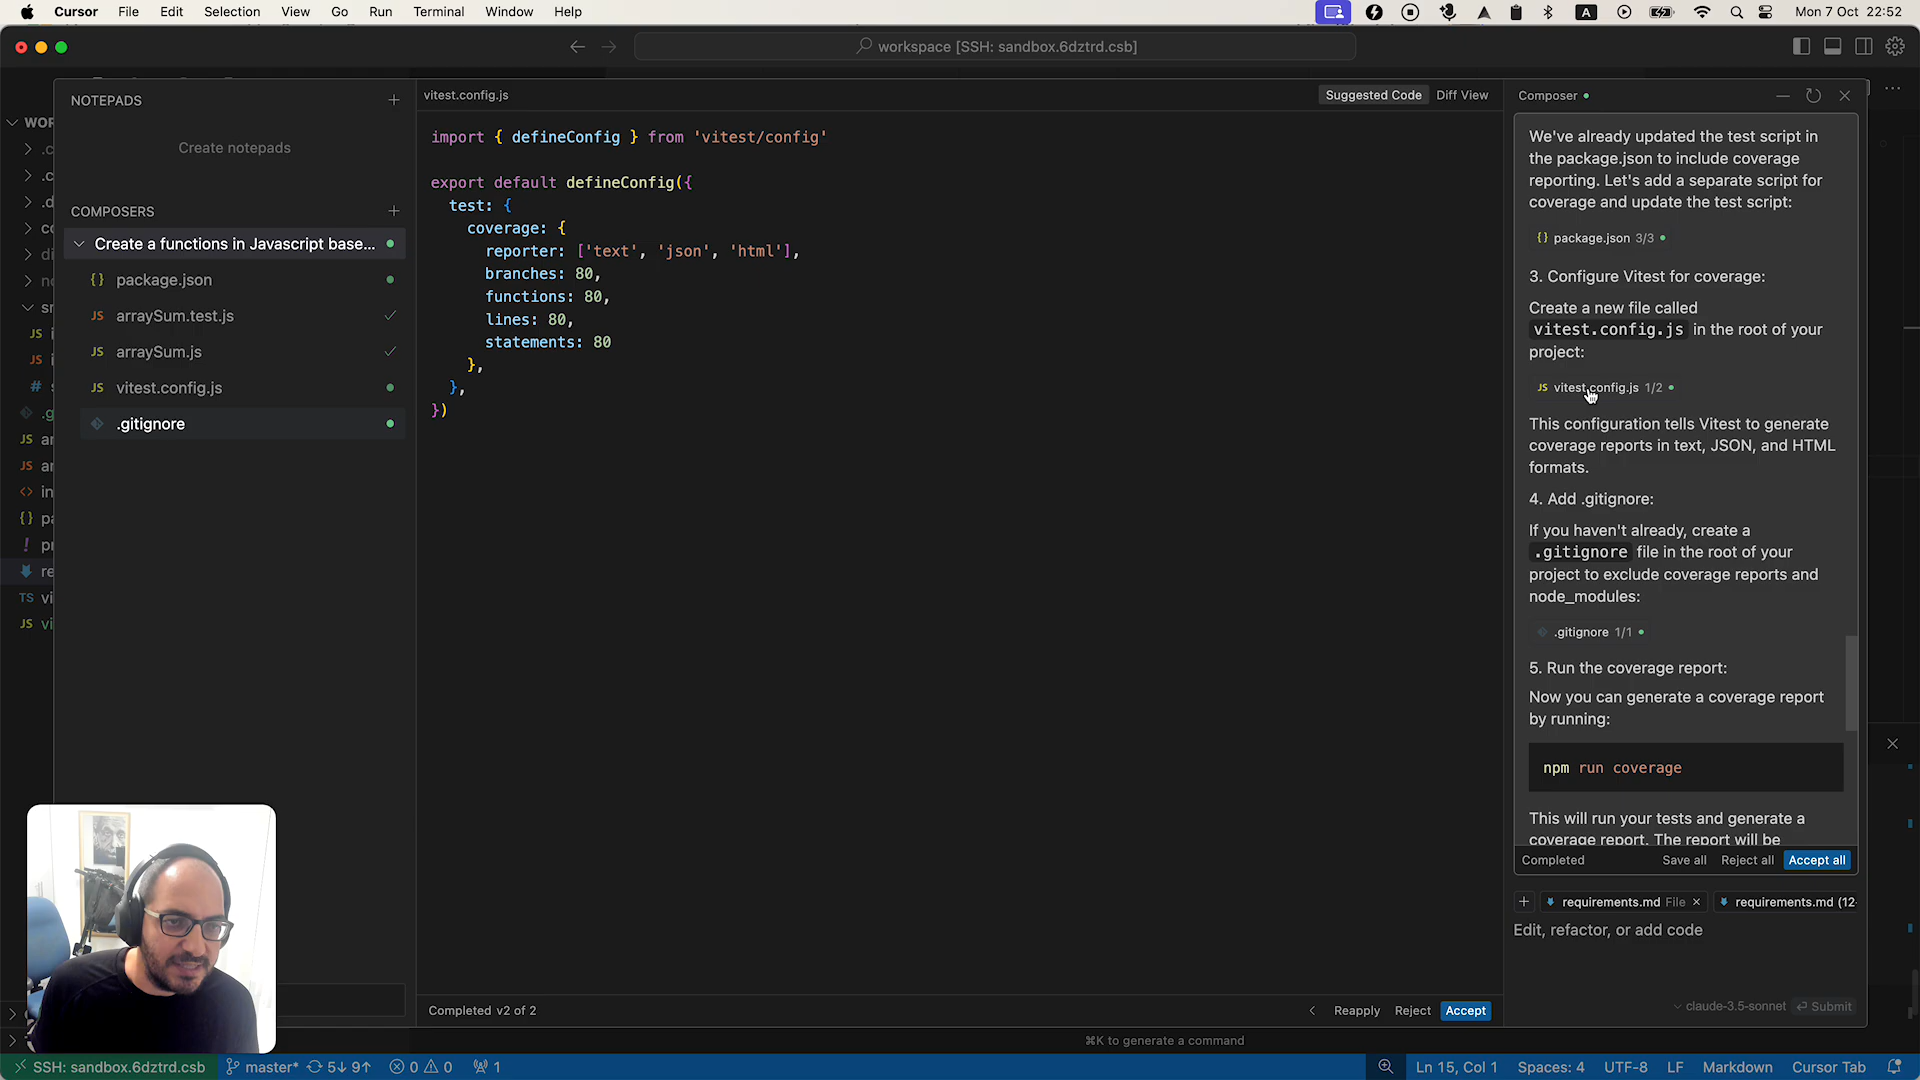 Cursor File Edit Selection View Go Run Terminal Window Help
A
Mon 7 Oct 22:52
workspace [SSH: sandbox.6dztrd.csb]
NOTEPADS
Create notepads
COMPOSERS
Create a functions in Javascript base...
{} package.json
JS arraySum.test.js
JS arraySum.js
JS vitest.config.js
.gitignore
vitest.config.js
Suggested Code Diff View
import { defineConfig } from 'vitest/config'
export default defineConfig({
test: {
coverage: {
reporter: ['text', 'json', 'html'],
branches: 80,
functions: 80,
lines: 80,
statements: 80
},
},
})
Completed v2 of 2
Reapply Reject Accept
⌘K to generate a command
Composer
We've already updated the test script in
the package.json to include coverage
reporting. Let's add a separate script for
coverage and update the test script:
{} package.json 3/3
3. Configure Vitest for coverage:
Create a new file called
vitest.config.js in the root of your
project:
JS vitest.config.js 1/2
This configuration tells Vitest to generate
coverage reports in text, JSON, and HTML
formats.
4. Add .gitignore:
If you haven't already, create a
.gitignore file in the root of your
project to exclude coverage reports and
node_modules:
.gitignore 1/1
5. Run the coverage report:
Now you can generate a coverage report
by running:
npm run coverage
This will run your tests and generate a
coverage report. The report will be
Completed Save all Reject all Accept all
+ requirements.md File × requirements.md (12-
Edit, refactor, or add code
claude-3.5-sonnet Submit
SSH: sandbox.6dztrd.csb master* 5↓ 9↑ 0 0 1
Ln 15, Col 1 Spaces: 4 UTF-8 LF Markdown Cursor Tab